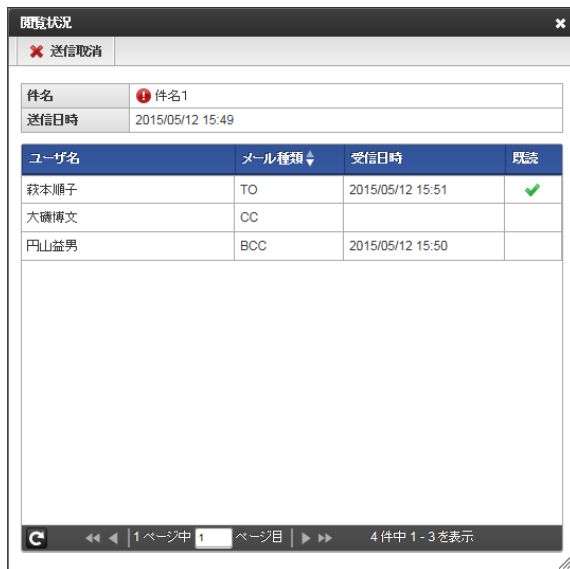 閲覧状況
送信取消
件名 件名1
送信日時 2015/05/12 15:49
ユーザ名 メール種類 受信日時 既読
萩本順子 TO 2015/05/12 15:51
大磯博文 CC
円山益男 BCC 2015/05/12 15:50
1 ページ中 1 ページ目 4 件中 1 - 3 を表示